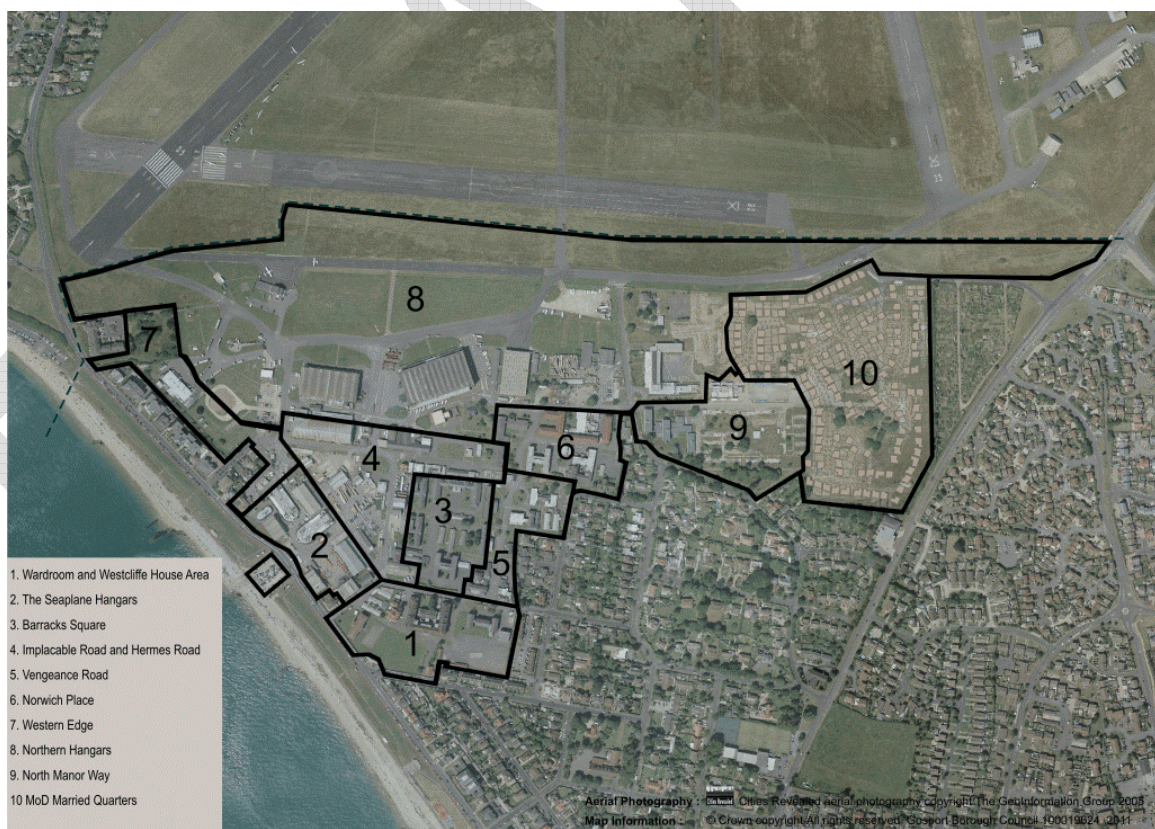 8
7
10
9
6
4
3
5
2
1
1. Wardroom and Westcliffe House Area
2. The Seaplane Hangars
3. Barracks Square
4. Implacable Road and Hermes Road
5. Vengeance Road
6. Norwich Place
7. Western Edge
8. Northern Hangars
9. North Manor Way
10 MoD Married Quarters
Aerial Photography : Cities Revealed aerial photography copyright The GeoInformation Group 2005
Map Information : © Crown copyright All rights reserved Gosport Borough Council 100019624 2011